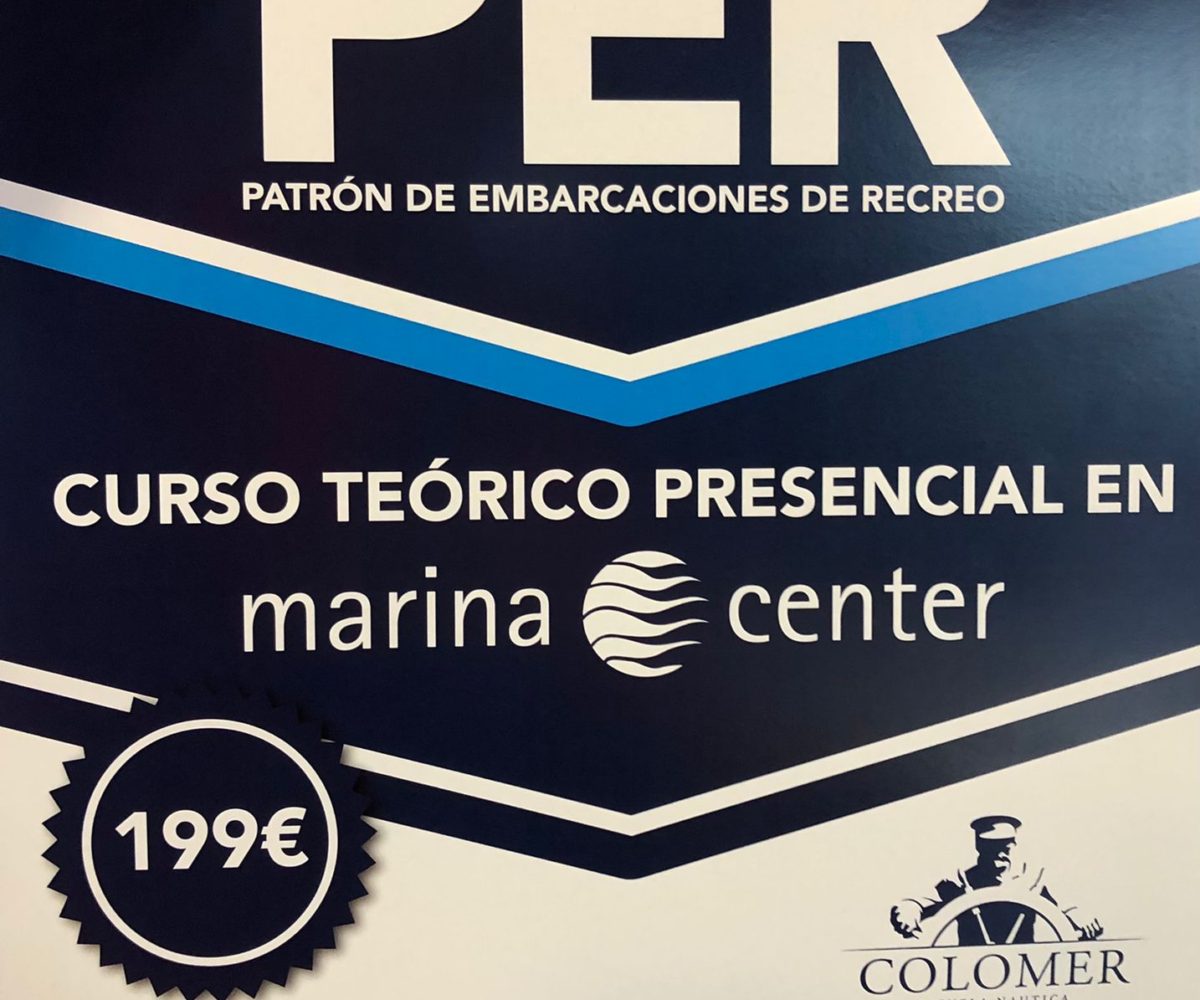 PER
PATRÓN DE EMBARCACIONES DE RECREO
CURSO TEÓRICO PRESENCIAL EN
marina center
199€
COLOMER